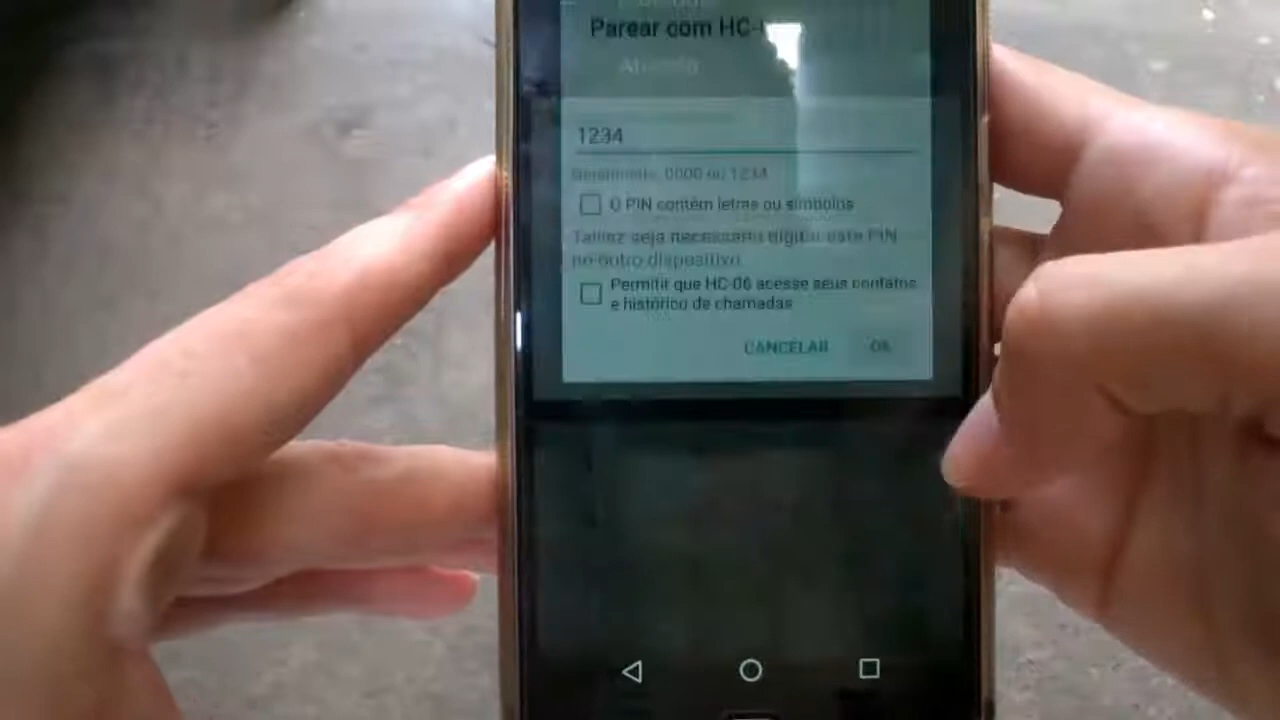 Parear com HC-
1234
Geralmente, 0000 ou 1234
O PIN contém letras ou símbolos
Talvez seja necessário digitar este PIN
no outro dispositivo.
Permitir que HC-06 acesse seus contatos
e histórico de chamadas
CANCELAR OK